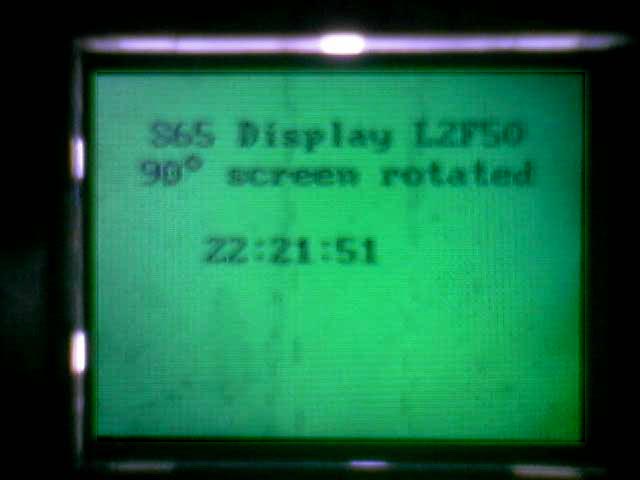 S65 Display LZF50
90° screen rotated
22:21:51